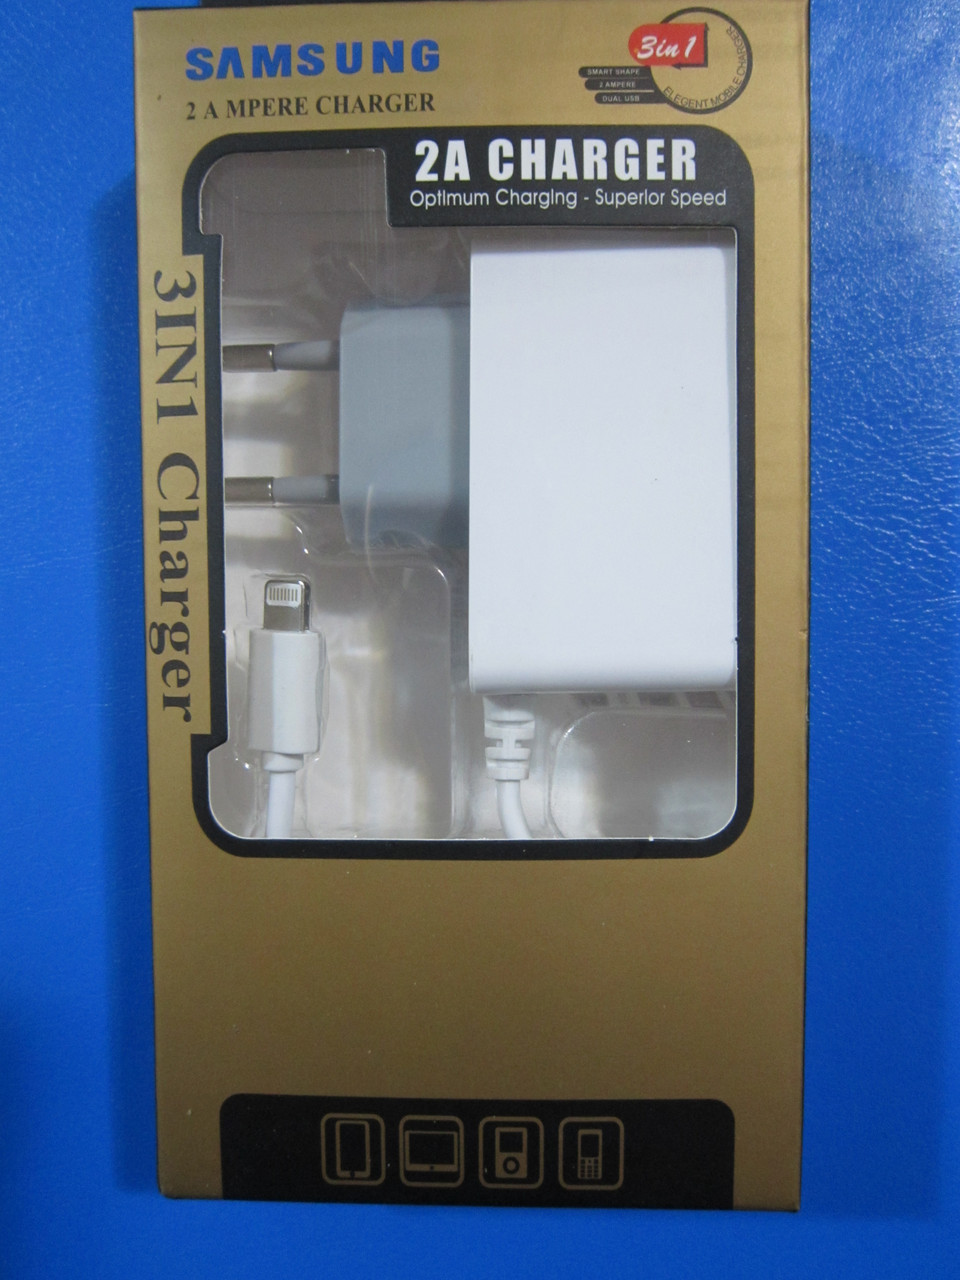 SAMSUNG
2 A MPERE CHARGER
3in1
SMART SHAPE
2 AMPERE
DUAL USB
ELEGENT MOBILE CHARGER
2A CHARGER
Optimum Charging - Superior Speed
3IN1 Charger